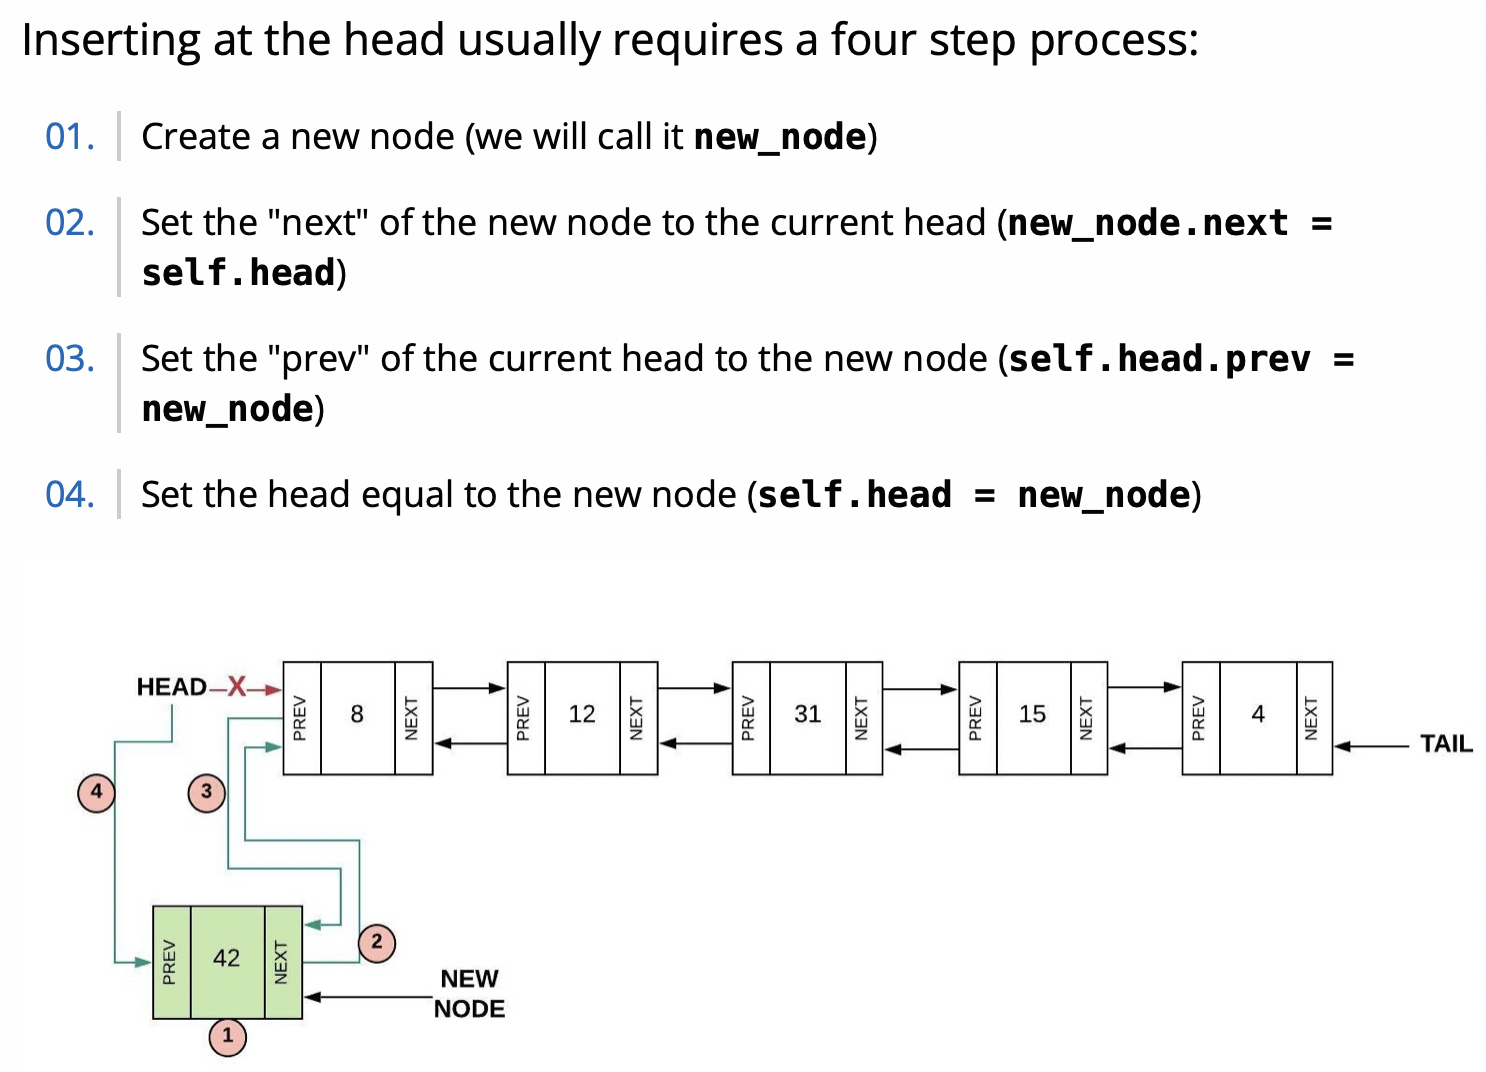 Inserting at the head usually requires a four step process:
01. Create a new node (we will call it new_node)
02. Set the "next" of the new node to the current head (new_node.next =
self.head)
03. Set the "prev" of the current head to the new node (self.head.prev =
new_node)
04. Set the head equal to the new node (self.head = new_node)
HEAD X PREV 8 NEXT PREV 12 NEXT PREV 31 NEXT PREV 15 NEXT PREV 4 NEXT TAIL
4 3
2
PREV 42 NEXT
NEW
NODE
1